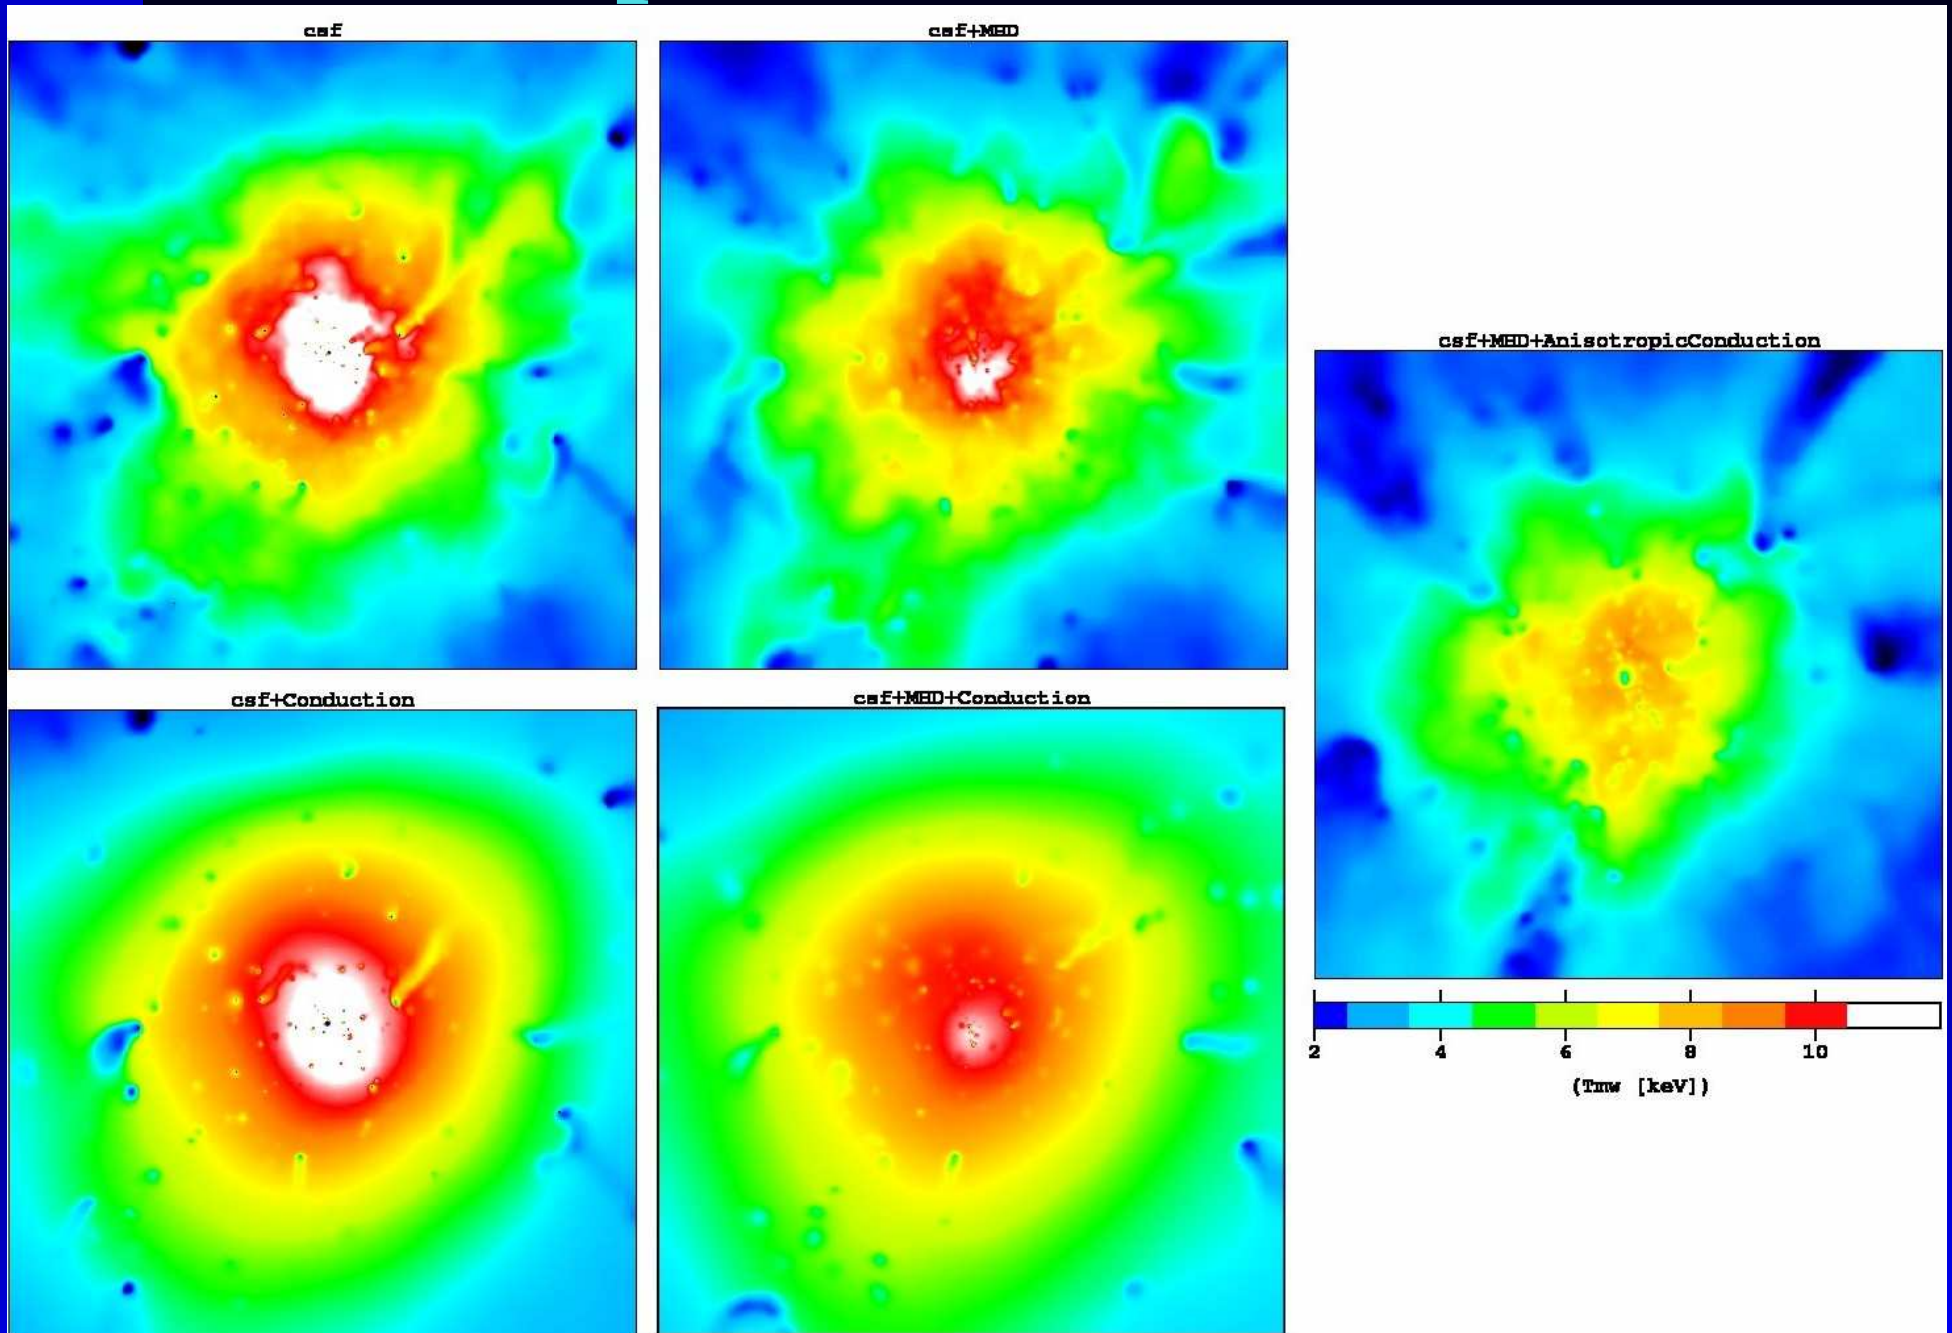 csf
csf+MHD
csf+MHD+AnisotropicConduction
csf+Conduction
csf+MHD+Conduction
2 4 6 8 10
(Tmw [keV])